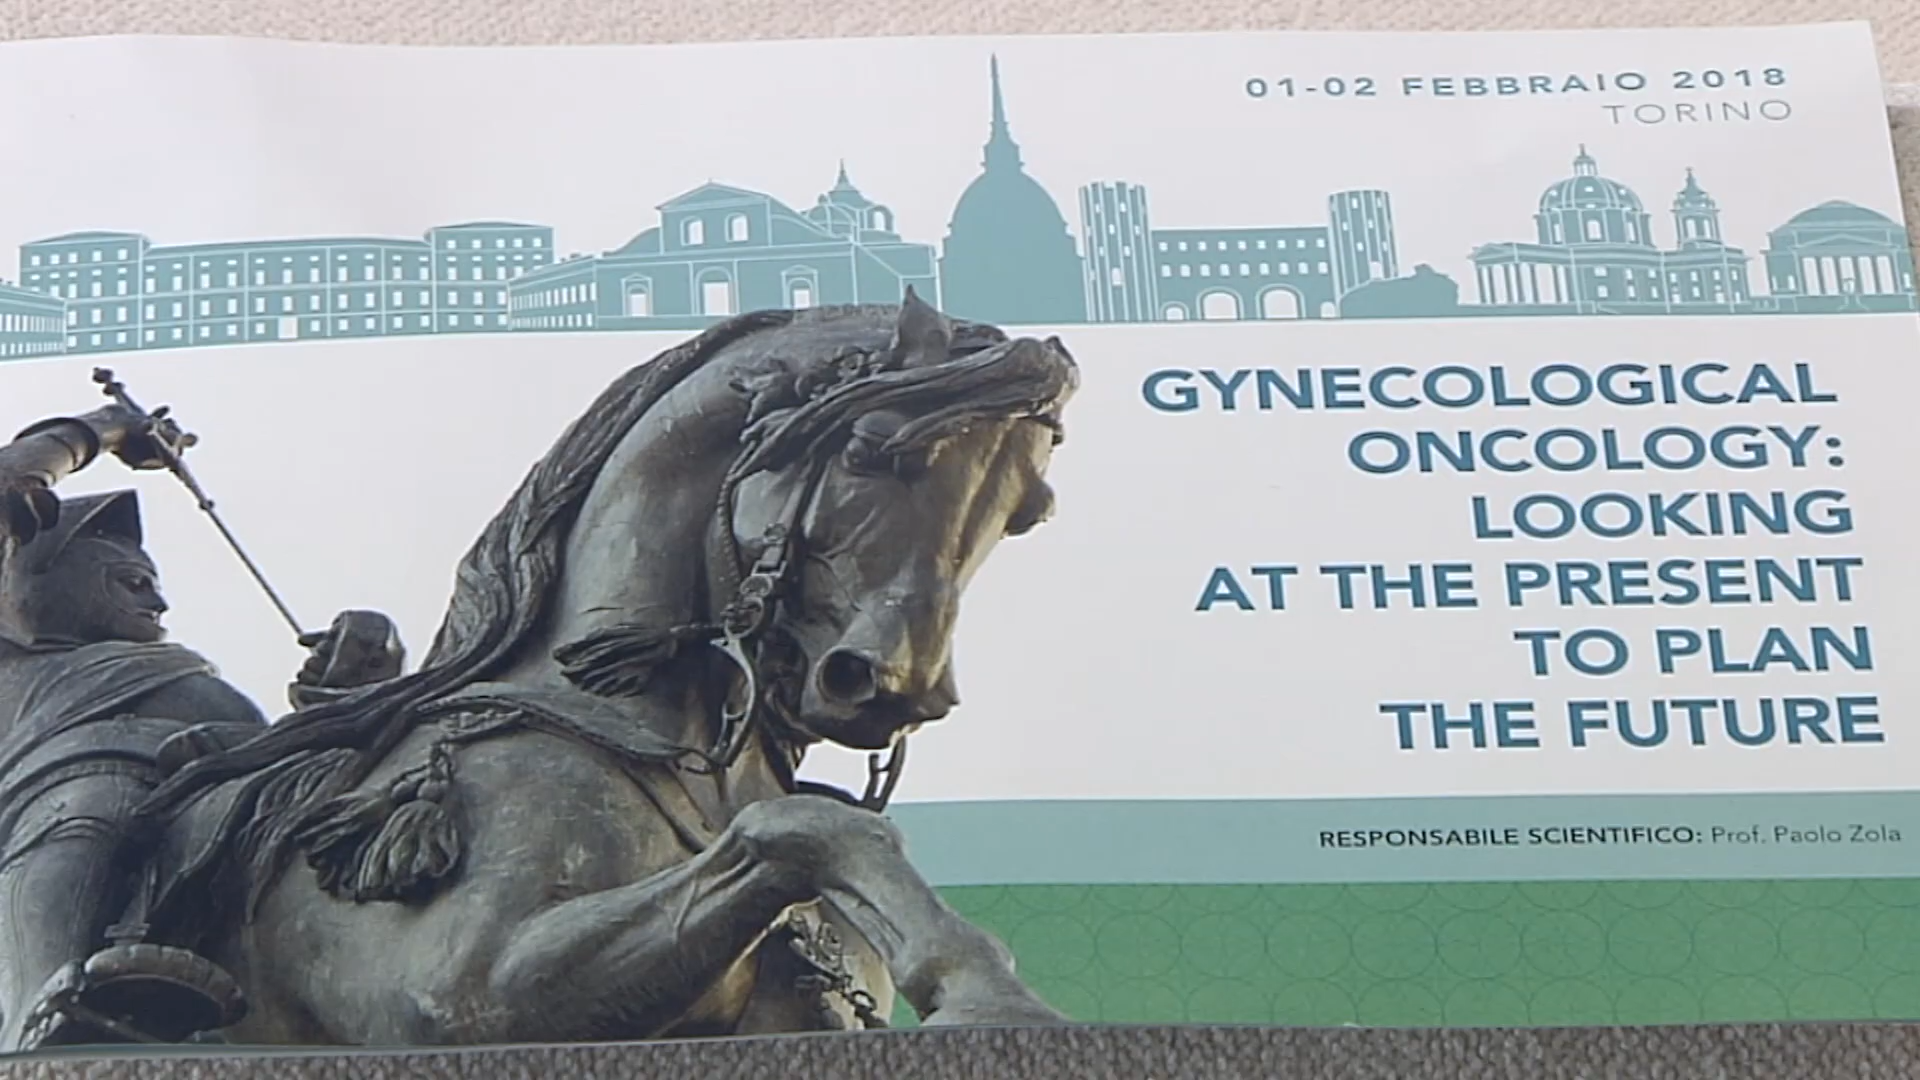 01-02 FEBBRAIO 2018
TORINO
GYNECOLOGICAL
ONCOLOGY:
LOOKING
AT THE PRESENT
TO PLAN
THE FUTURE
RESPONSABILE SCIENTIFICO: Prof. Paolo Zola